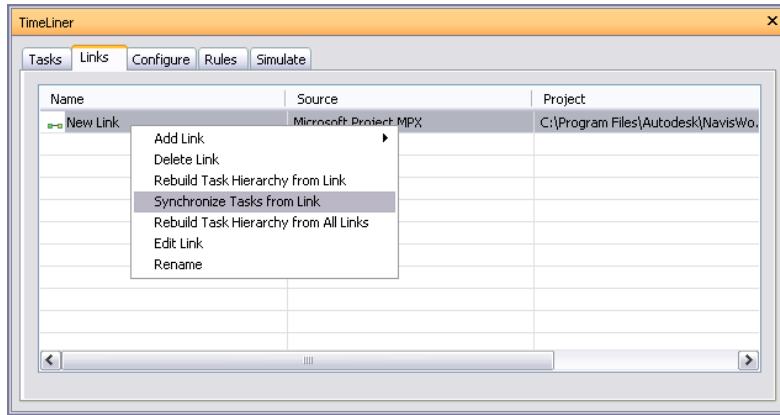 TimeLiner
Tasks Links Configure Rules Simulate
Name Source Project
New Link Microsoft Project MPX C:\Program Files\Autodesk\NavisWo.
Add Link
Delete Link
Rebuild Task Hierarchy from Link
Synchronize Tasks from Link
Rebuild Task Hierarchy from All Links
Edit Link
Rename